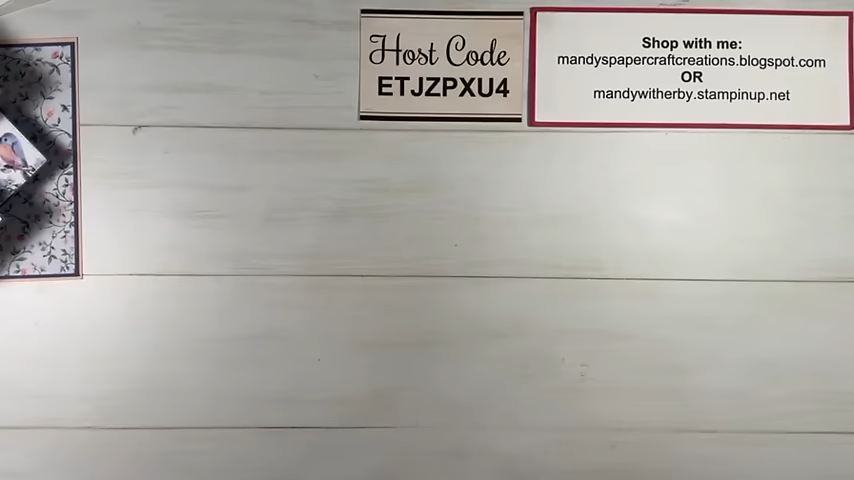 Host Code
ETJZPXU4
Shop with me:
mandyspapercraftcreations.blogspot.com
OR
mandywitherby.stampinup.net